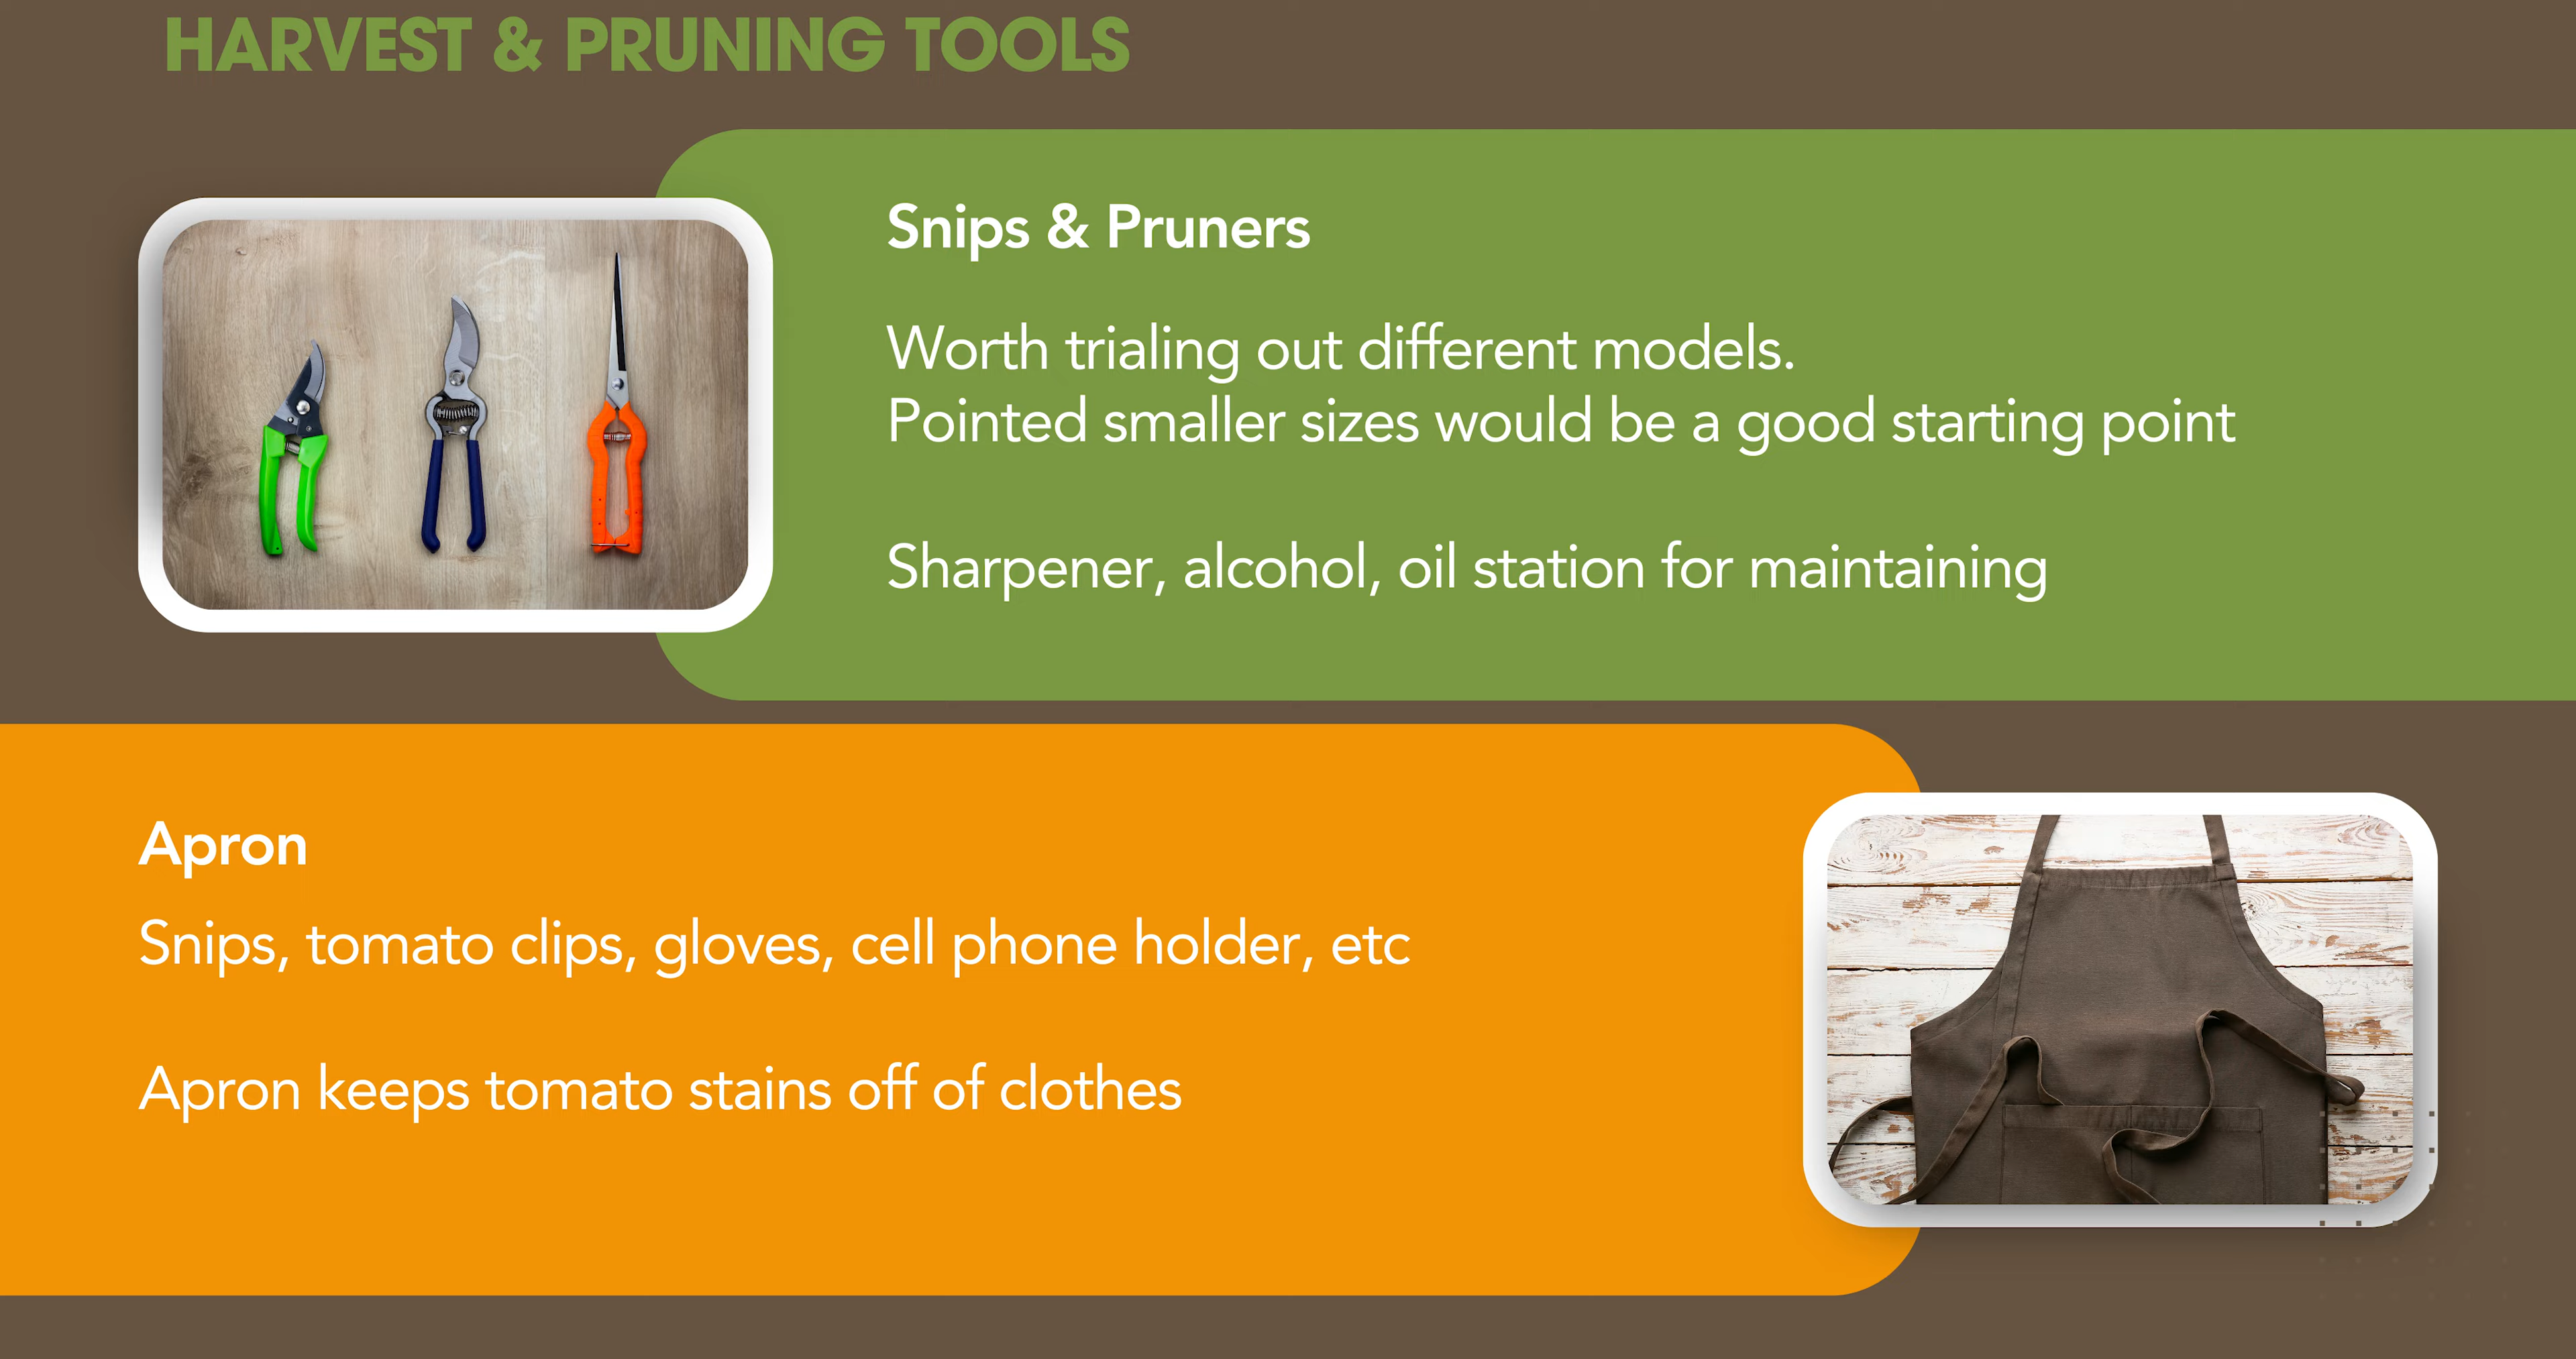 HARVEST & PRUNING TOOLS
Snips & Pruners
Worth trialing out different models.
Pointed smaller sizes would be a good starting point
Sharpener, alcohol, oil station for maintaining
Apron
Snips, tomato clips, gloves, cell phone holder, etc
Apron keeps tomato stains off of clothes